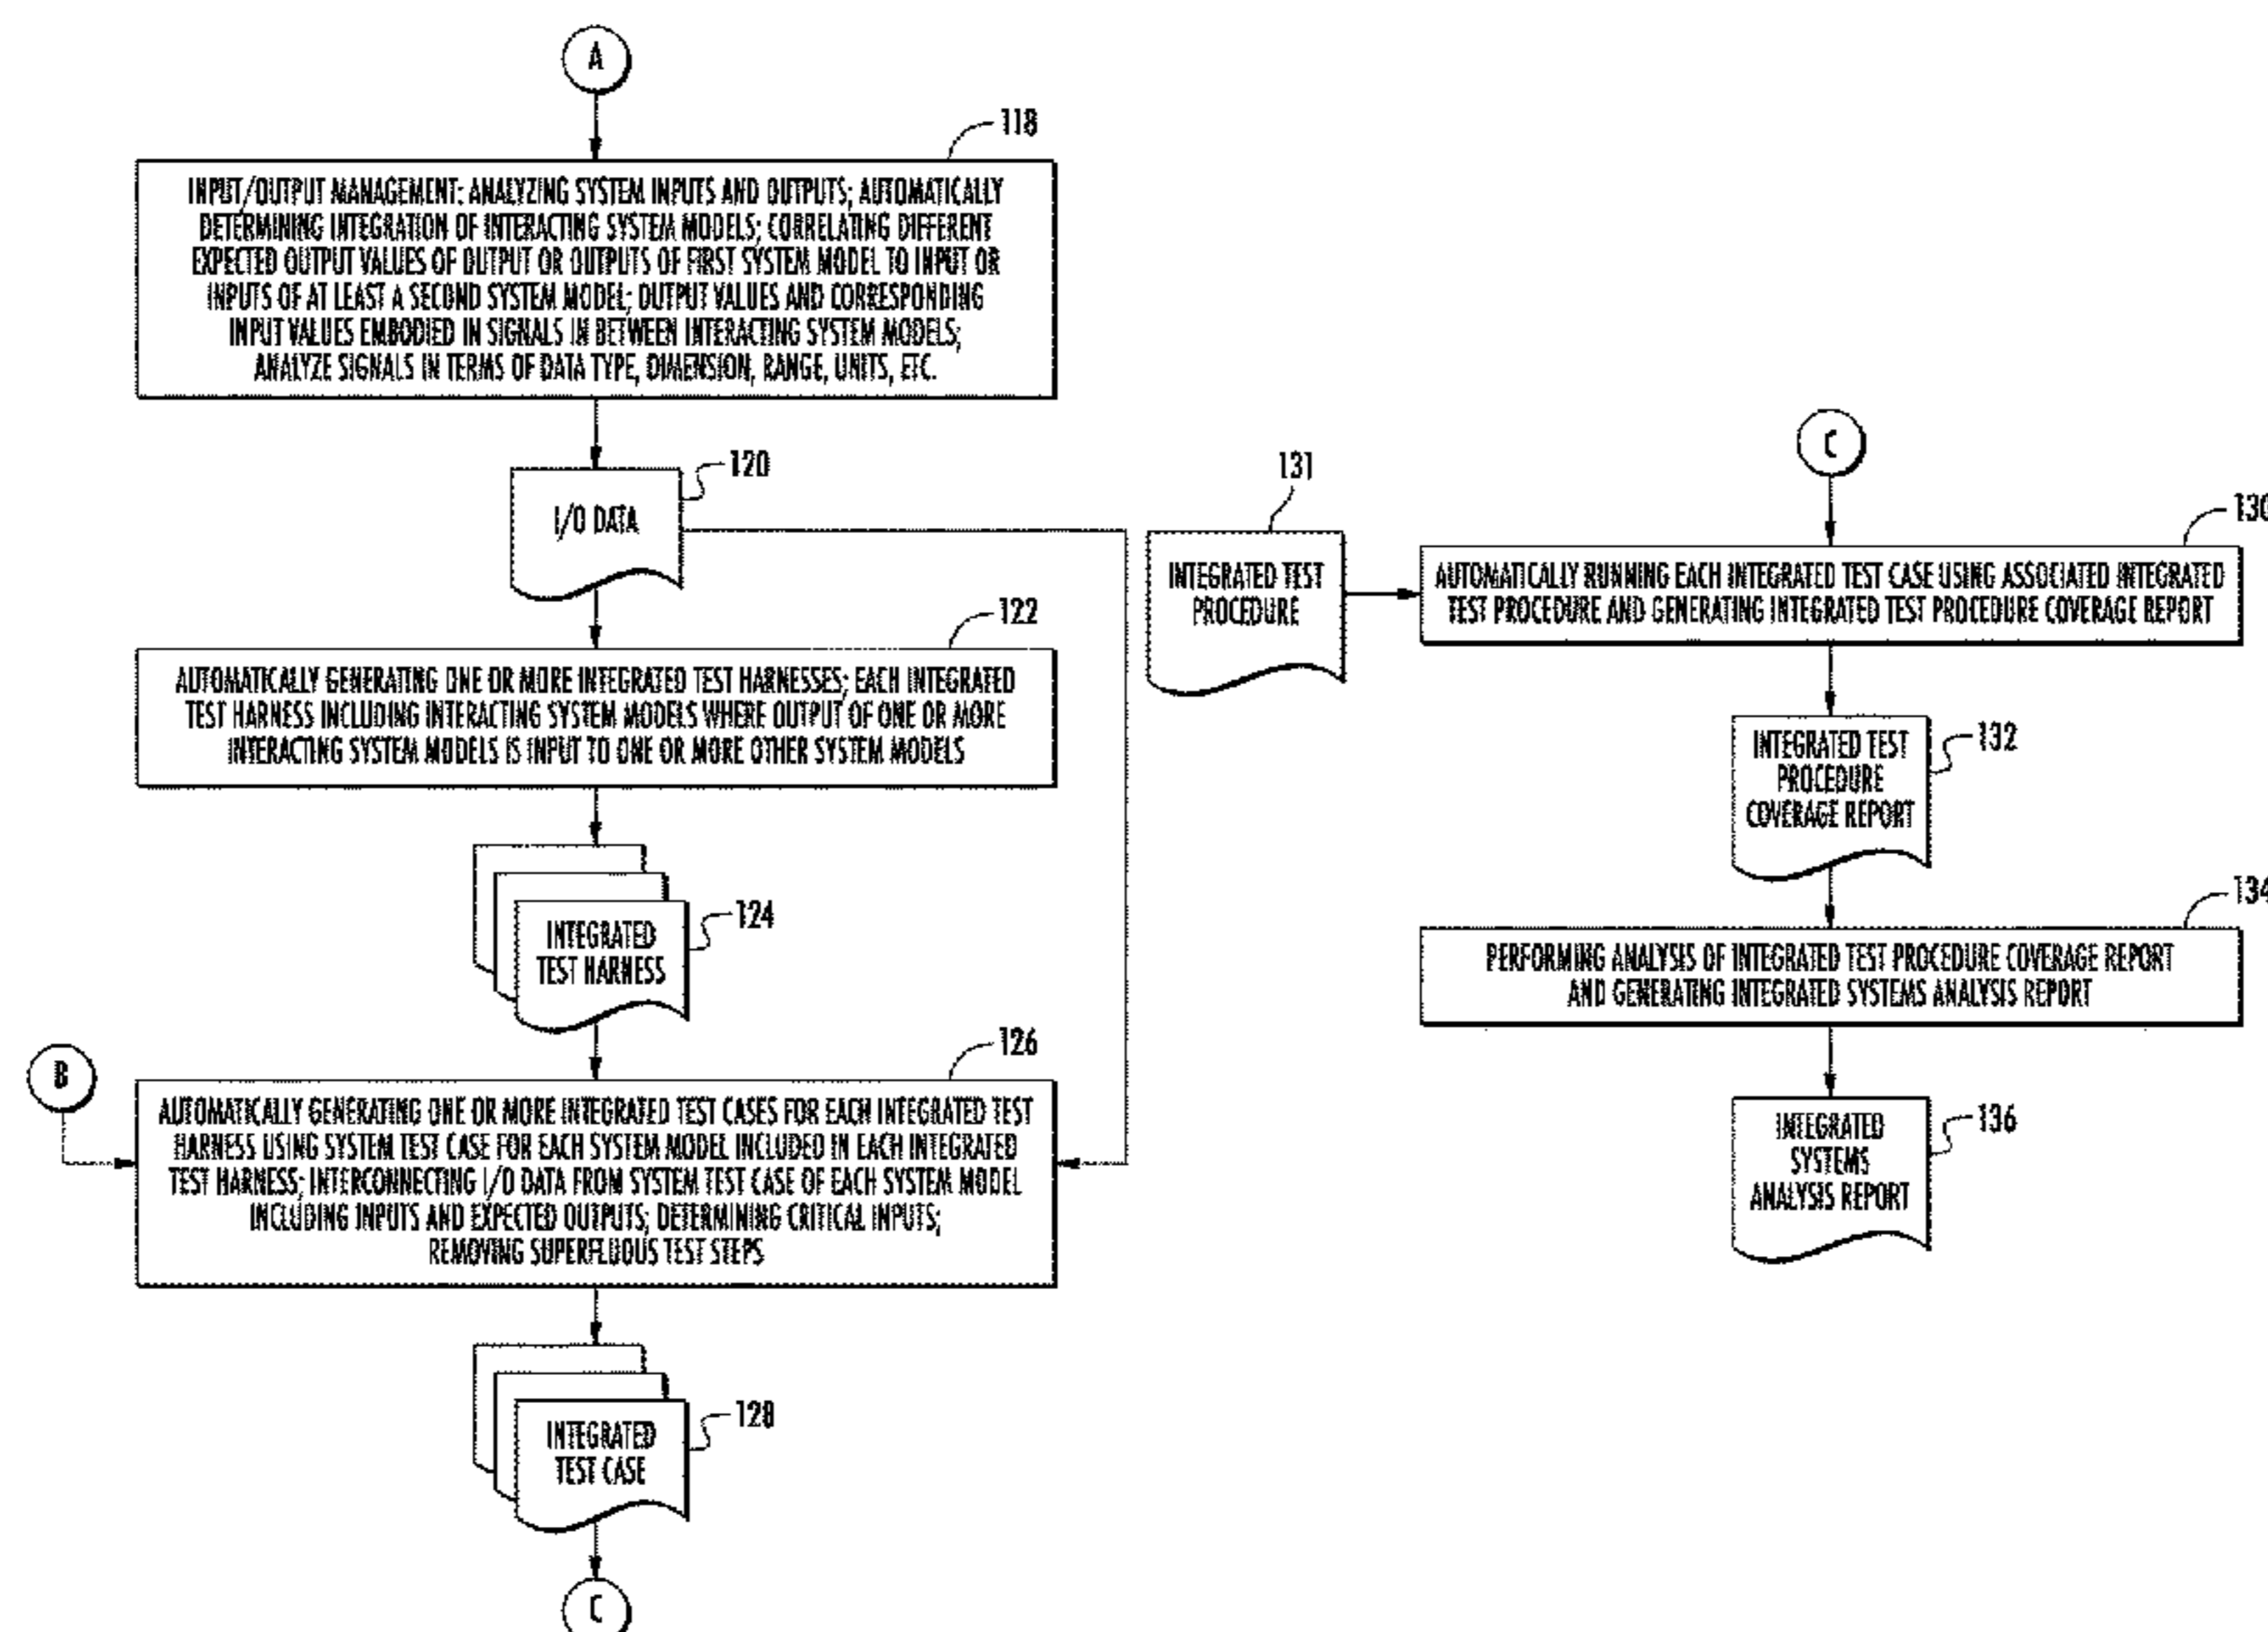 A
118
INPUT/OUTPUT MANAGEMENT: ANALYZING SYSTEM INPUTS AND OUTPUTS; AUTOMATICALLY
DETERMINING INTEGRATION OF INTERACTING SYSTEM MODELS; CORRELATING DIFFERENT
EXPECTED OUTPUT VALUES OF OUTPUT OR OUTPUTS OF FIRST SYSTEM MODEL TO INPUT OR
INPUTS OF AT LEAST A SECOND SYSTEM MODEL; OUTPUT VALUES AND CORRESPONDING
INPUT VALUES EMBODIED IN SIGNALS IN BETWEEN INTERACTING SYSTEM MODELS;
ANALYZE SIGNALS IN TERMS OF DATA TYPE, DIMENSION, RANGE, UNITS, ETC.
120
I/O DATA
122
AUTOMATICALLY GENERATING ONE OR MORE INTEGRATED TEST HARNESSES; EACH INTEGRATED
TEST HARNESS INCLUDING INTERACTING SYSTEM MODELS WHERE OUTPUT OF ONE OR MORE
INTERACTING SYSTEM MODELS IS INPUT TO ONE OR MORE OTHER SYSTEM MODELS
124
INTEGRATED
TEST HARNESS
B
126
AUTOMATICALLY GENERATING ONE OR MORE INTEGRATED TEST CASES FOR EACH INTEGRATED TEST
HARNESS USING SYSTEM TEST CASE FOR EACH SYSTEM MODEL INCLUDED IN EACH INTEGRATED
TEST HARNESS; INTERCONNECTING I/O DATA FROM SYSTEM TEST CASE OF EACH SYSTEM MODEL
INCLUDING INPUTS AND EXPECTED OUTPUTS; DETERMINING CRITICAL INPUTS;
REMOVING SUPERFLUOUS TEST STEPS
128
INTEGRATED
TEST CASE
C
131
INTEGRATED TEST
PROCEDURE
C
130
AUTOMATICALLY RUNNING EACH INTEGRATED TEST CASE USING ASSOCIATED INTEGRATED
TEST PROCEDURE AND GENERATING INTEGRATED TEST PROCEDURE COVERAGE REPORT
132
INTEGRATED TEST
PROCEDURE
COVERAGE REPORT
134
PERFORMING ANALYSIS OF INTEGRATED TEST PROCEDURE COVERAGE REPORT
AND GENERATING INTEGRATED SYSTEMS ANALYSIS REPORT
136
INTEGRATED
SYSTEMS
ANALYSIS REPORT